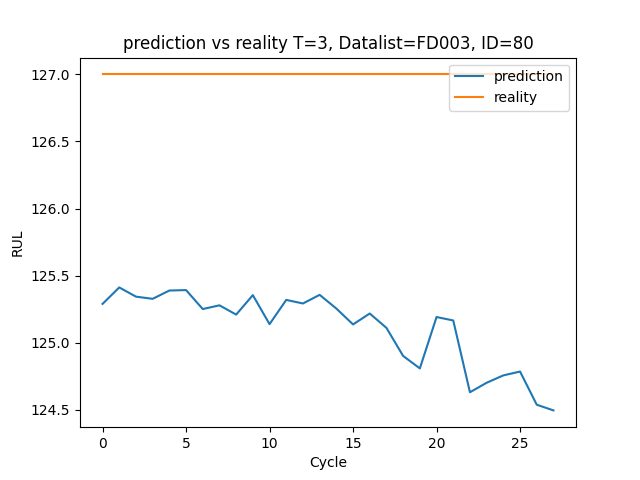 prediction vs reality T=3, Datalist=FD003, ID=80
127.0
126.5
126.0
125.5
125.0
124.5
RUL
prediction
reality
0 5 10 15 20 25
Cycle